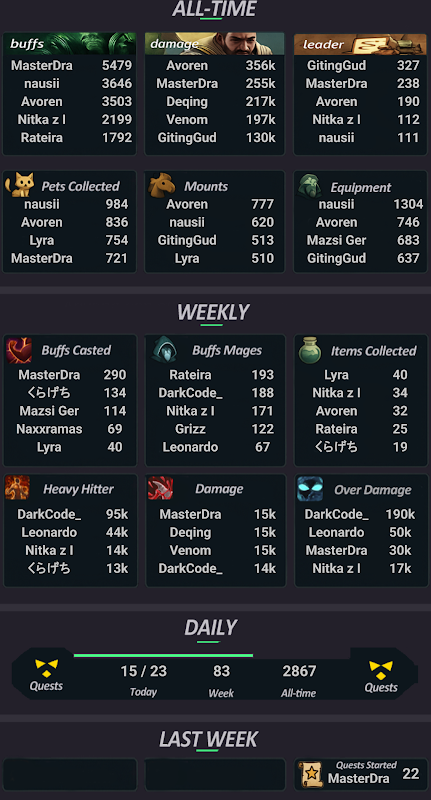 ALL-TIME
buffs damage leader
MasterDra 5479 Avoren 356k GitingGud 327
nausii 3646 MasterDra 255k MasterDra 238
Avoren 3503 Deqing 217k Avoren 190
Nitka z l 2199 Venom 197k Nitka z l 112
Rateira 1792 GitingGud 130k nausii 111
Pets Collected Mounts Equipment
nausii 984 Avoren 777 nausii 1304
Avoren 836 nausii 620 Avoren 746
Lyra 754 GitingGud 513 Mazsi Ger 683
MasterDra 721 Lyra 510 GitingGud 637
WEEKLY
Buffs Casted Buffs Mages Items Collected
MasterDra 290 Rateira 193 Lyra 40
くらげち 134 DarkCode_ 188 Nitka z l 34
Mazsi Ger 114 Nitka z l 171 Avoren 32
Naxxramas 69 Grizz 122 Rateira 25
Lyra 40 Leonardo 67 くらげち 19
Heavy Hitter Damage Over Damage
DarkCode_ 95k MasterDra 15k DarkCode_ 190k
Leonardo 44k Deqing 15k Leonardo 50k
Nitka z l 14k Venom 15k MasterDra 30k
くらげち 13k DarkCode_ 14k Nitka z l 17k
DAILY
Quests 15 / 23 83 2867 Quests
Today Week All-time
LAST WEEK
Quests Started
MasterDra 22